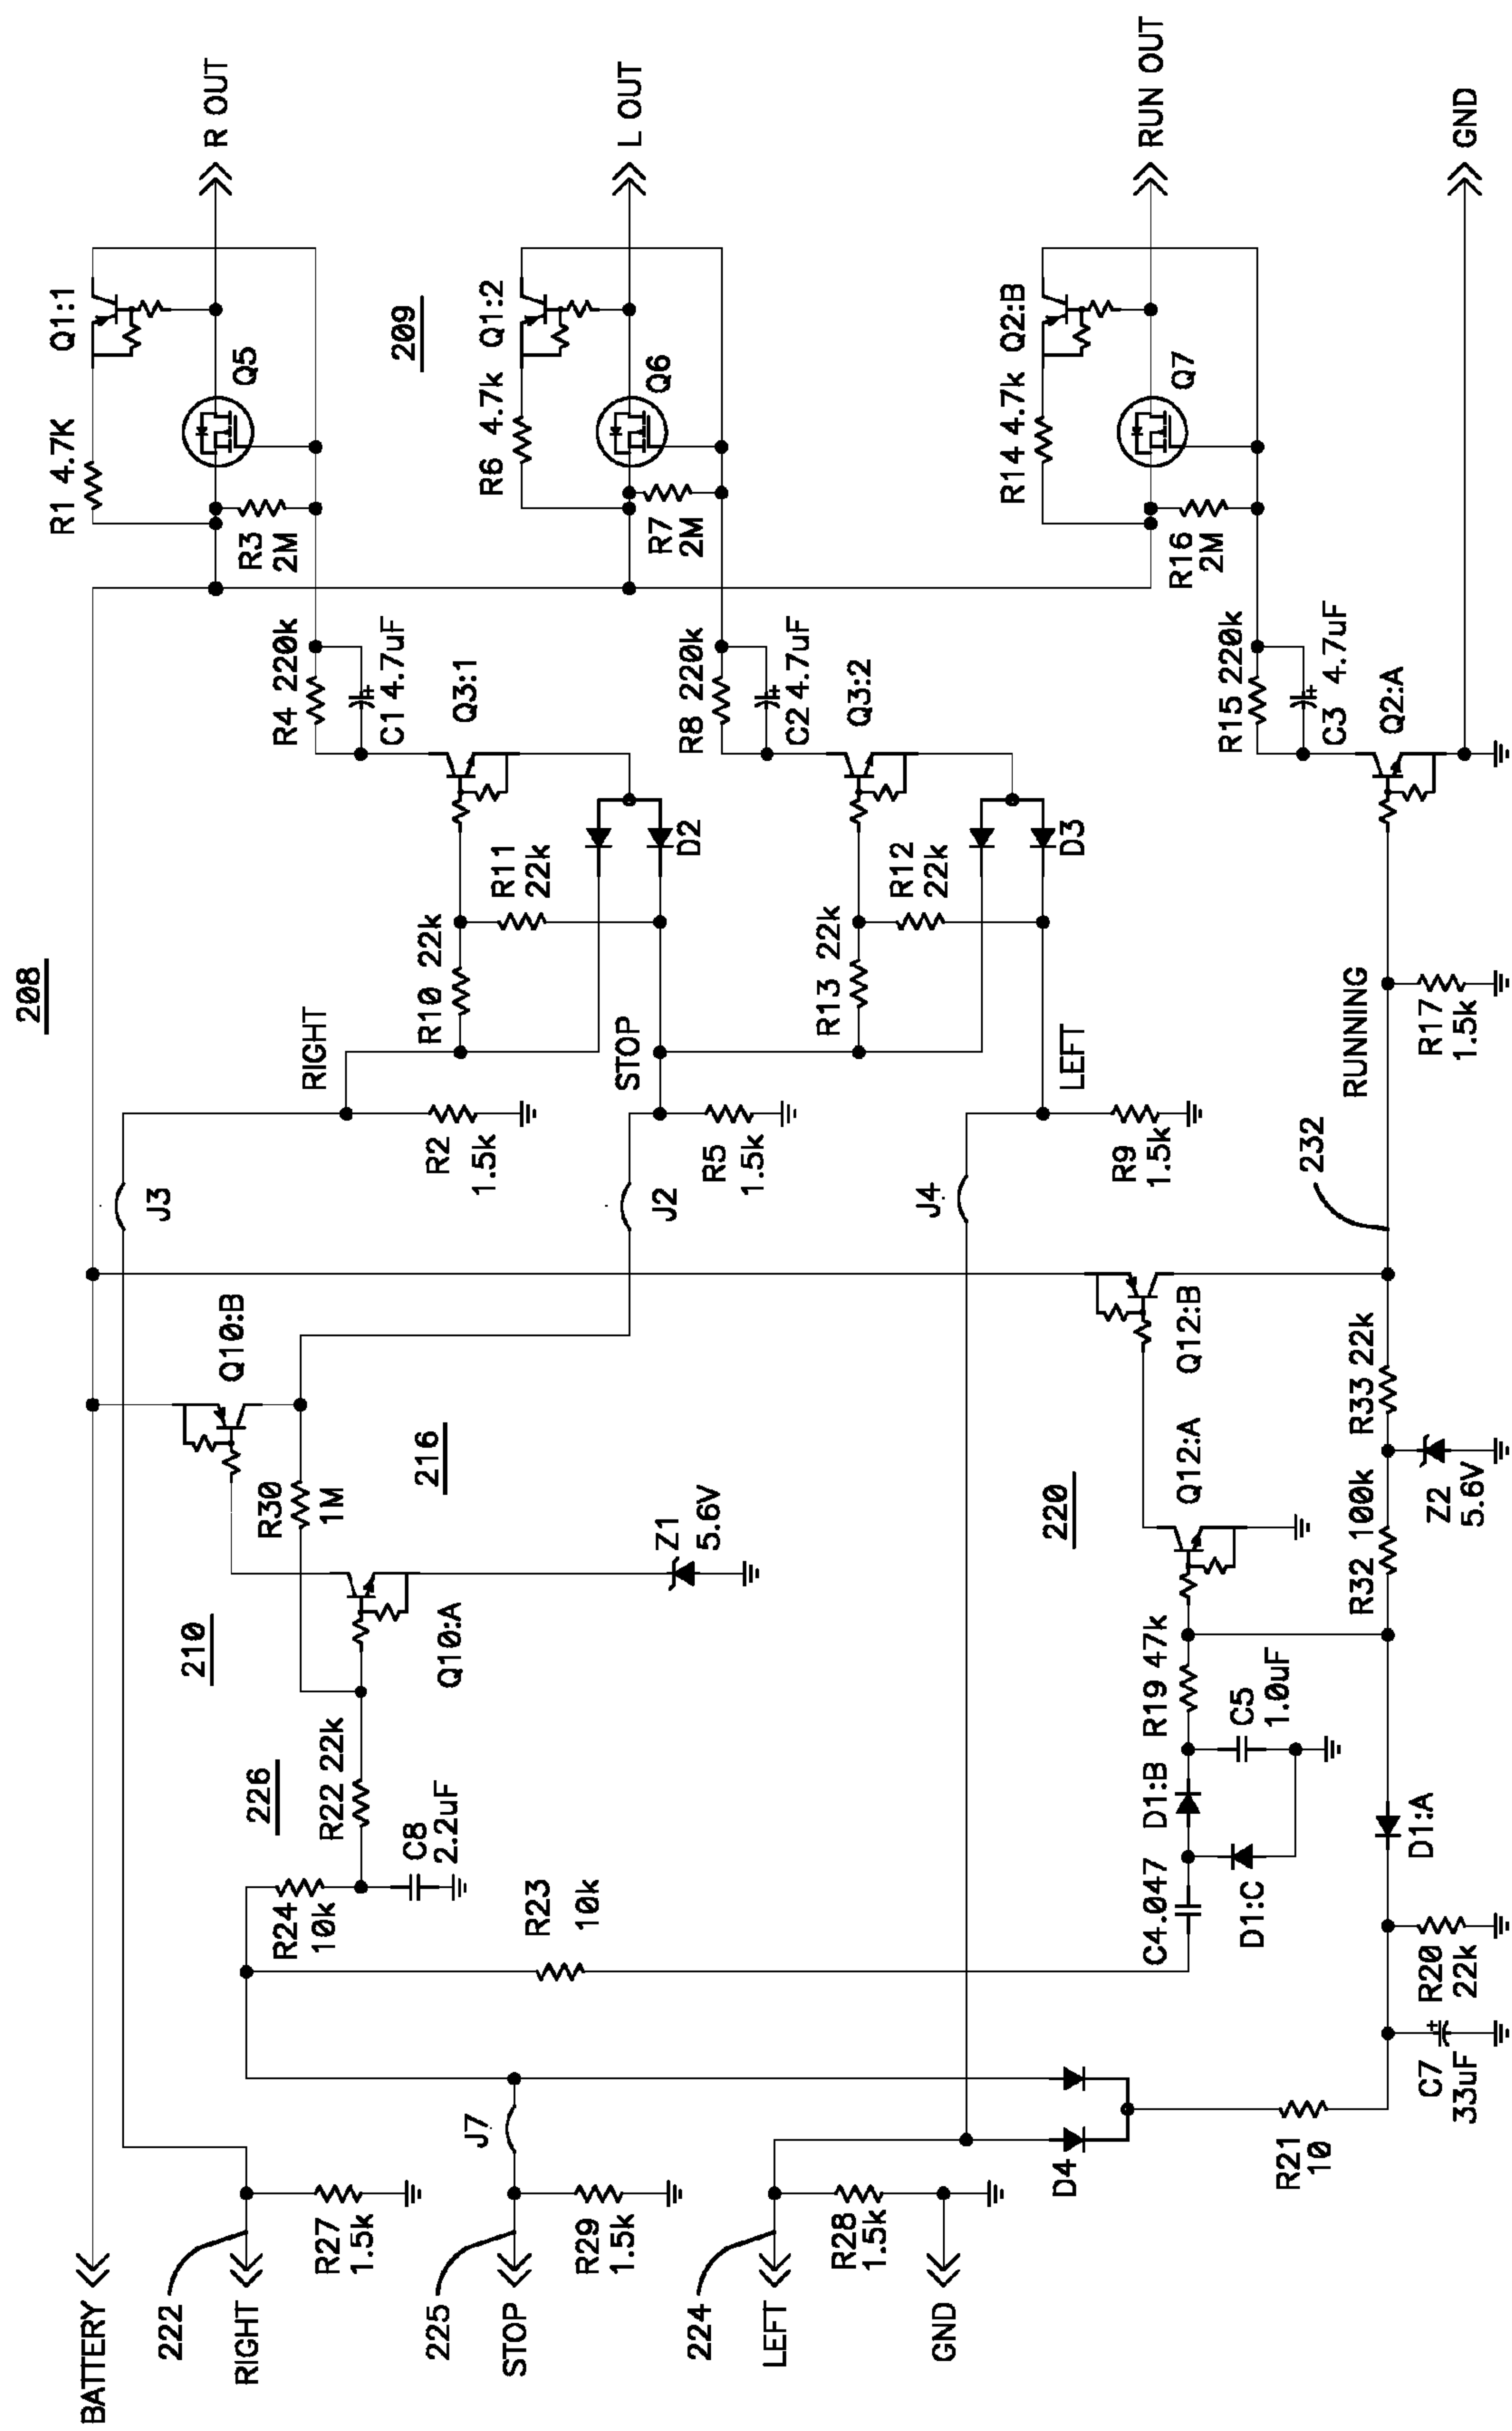 208
BATTERY
222
RIGHT
R27
1.5k
225
STOP
R29
1.5k
224
LEFT
R28
1.5k
GND
J7
D4
R21
10
C7
33uF
R20
22k
D1:A
R24
10k
R23
10k
C8
2.2uF
226
R22 22k
210
Q10:A
R30
1M
216
Z1
5.6V
Q10:B
C4.047
D1:C
D1:B
R19 47k
C5
1.0uF
220
Q12:A
Q12:B
R32 100k
Z2
5.6V
R33 22k
232
J3
J2
J4
RIGHT
R2
1.5k
STOP
R5
1.5k
LEFT
R9
1.5k
RUNNING
R17
1.5k
R10 22k
R11
22k
D2
R13 22k
R12
22k
D3
R4 220k
C1 4.7uF
Q3:1
R8 220k
C2 4.7uF
Q3:2
R15 220k
C3 4.7uF
Q2:A
R1 4.7K
Q1:1
R3
2M
Q5
R OUT
209
R6 4.7k Q1:2
R7
2M
Q6
L OUT
R14 4.7k Q2:B
R16
2M
Q7
RUN OUT
GND